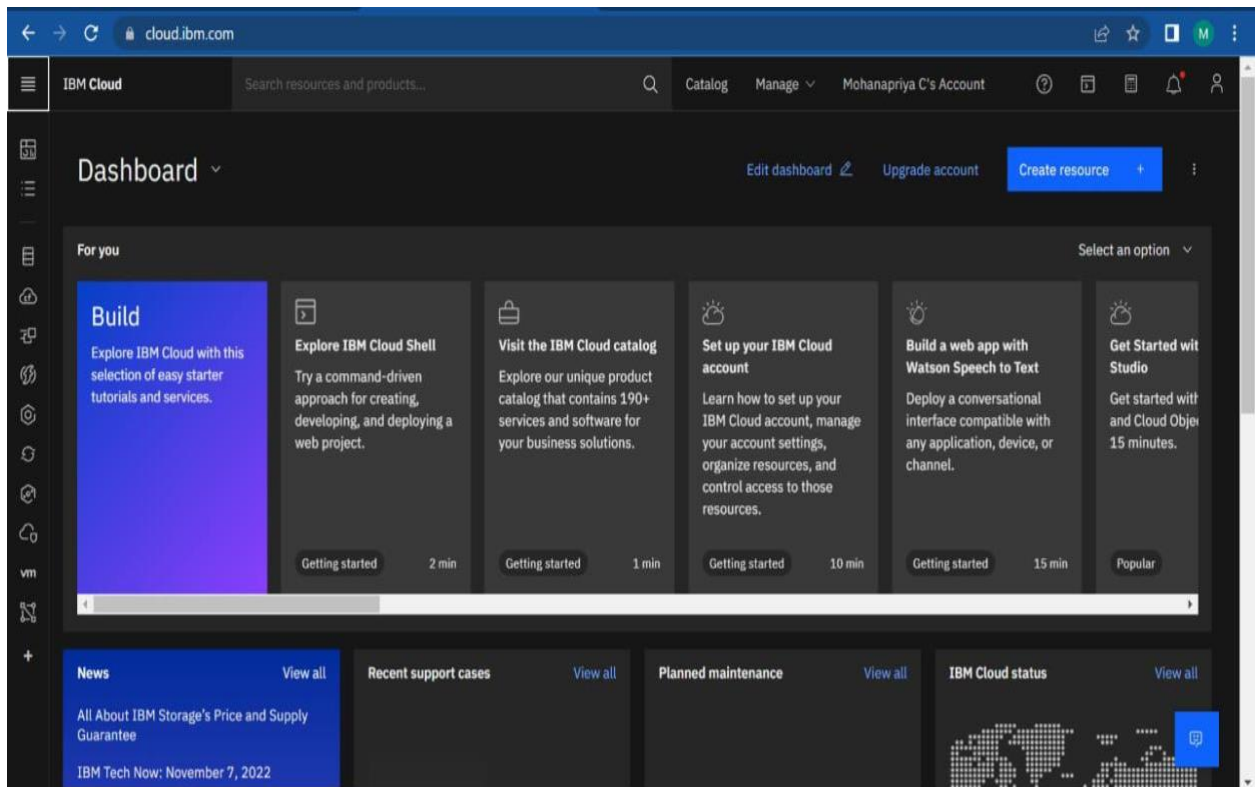 cloud.ibm.com
M
IBM Cloud
Search resources and products...
Catalog
Manage
Mohanapriya C's Account
Dashboard
Edit dashboard
Upgrade account
Create resource +
For you
Select an option
Build
Explore IBM Cloud with this
selection of easy starter
tutorials and services.
Explore IBM Cloud Shell
Try a command-driven
approach for creating,
developing, and deploying a
web project.
Getting started
2 min
Visit the IBM Cloud catalog
Explore our unique product
catalog that contains 190+
services and software for
your business solutions.
Getting started
1 min
Set up your IBM Cloud
account
Learn how to set up your
IBM Cloud account, manage
your account settings,
organize resources, and
control access to those
resources.
Getting started
10 min
Build a web app with
Watson Speech to Text
Deploy a conversational
interface compatible with
any application, device, or
channel.
Getting started
15 min
Get Started wit
Studio
Get started with
and Cloud Obje
15 minutes.
Popular
vm
News
View all
All About IBM Storage's Price and Supply
Guarantee
IBM Tech Now: November 7, 2022
Recent support cases
View all
Planned maintenance
View all
IBM Cloud status
View all